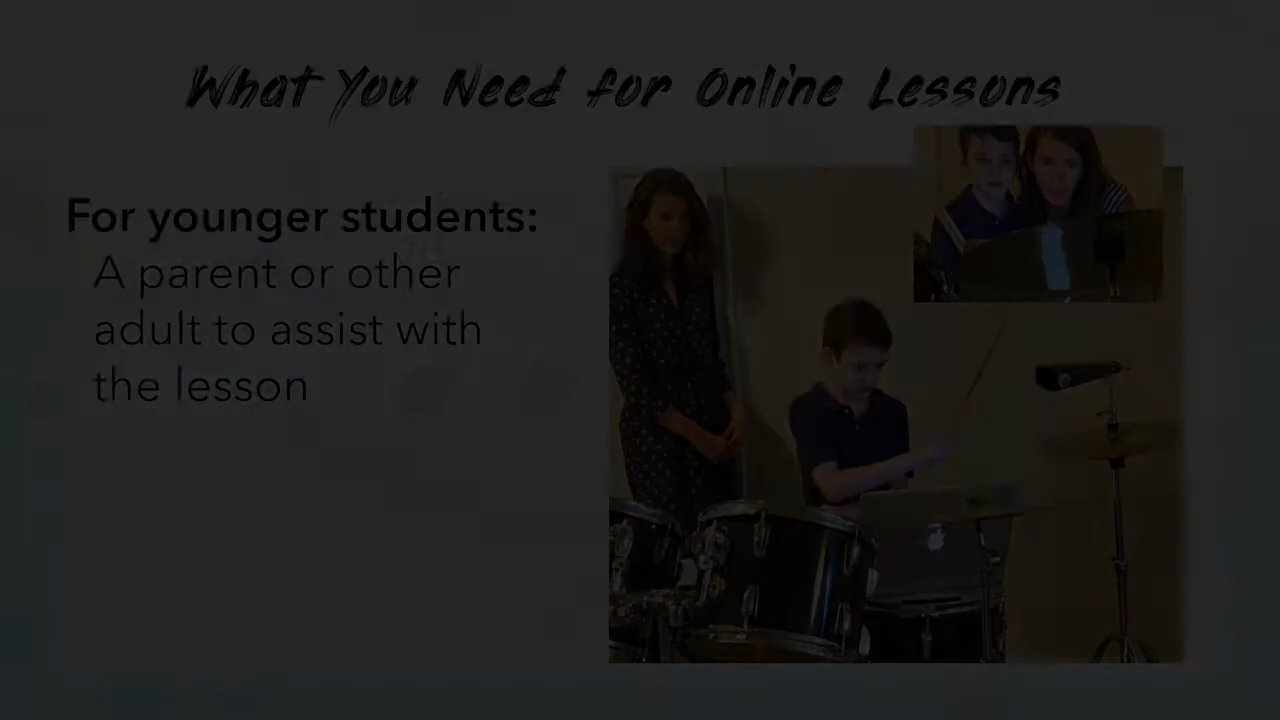 What You Need for Online Lessons
For younger students:
A parent or other
adult to assist with
the lesson